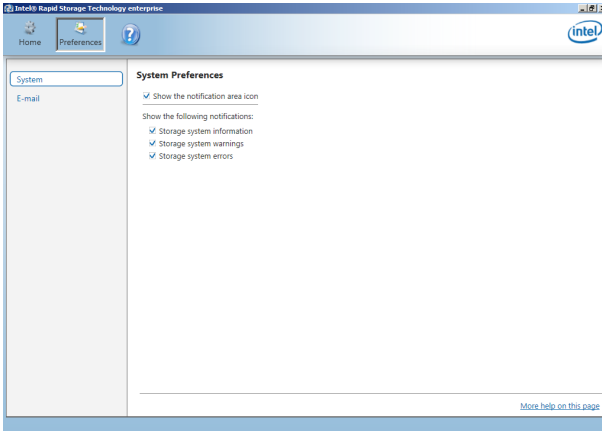 Intel® Rapid Storage Technology enterprise
Home
Preferences
?
intel
System
E-mail
System Preferences
Show the notification area icon
Show the following notifications:
Storage system information
Storage system warnings
Storage system errors
More help on this page